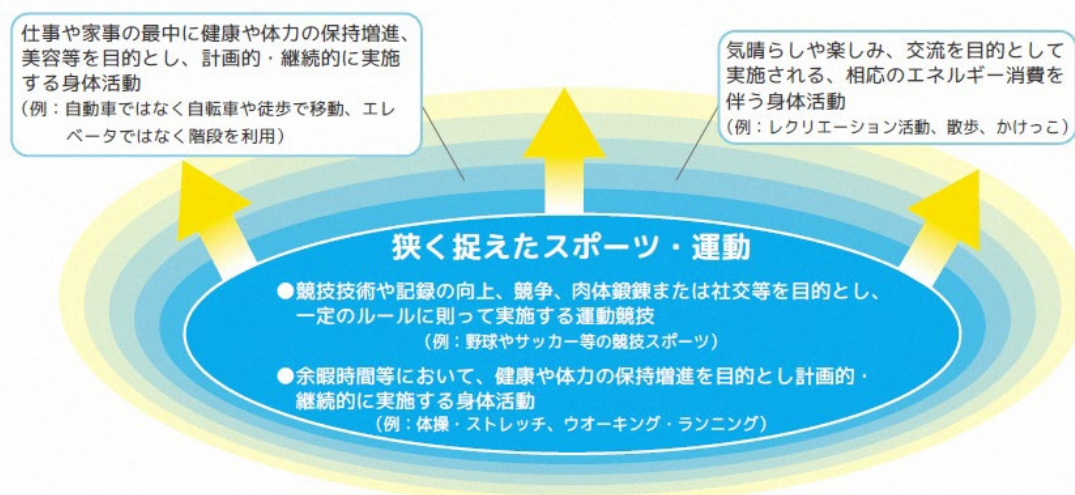 仕事や家事の最中に健康や体力の保持増進、
美容等を目的とし、計画的・継続的に実施
する身体活動
(例:自動車ではなく自転車や徒歩で移動、エレ
ベータではなく階段を利用)
気晴らしや楽しみ、交流を目的として
実施される、相応のエネルギー消費を
伴う身体活動
(例:レクリエーション活動、散歩、かけっこ)
狭く捉えたスポーツ・運動
●競技技術や記録の向上、競争、肉体鍛錬または社交等を目的とし、
一定のルールに則って実施する運動競技
(例:野球やサッカー等の競技スポーツ)
●余暇時間等において、健康や体力の保持増進を目的とし計画的・
継続的に実施する身体活動
(例:体操・ストレッチ、ウオーキング・ランニング)